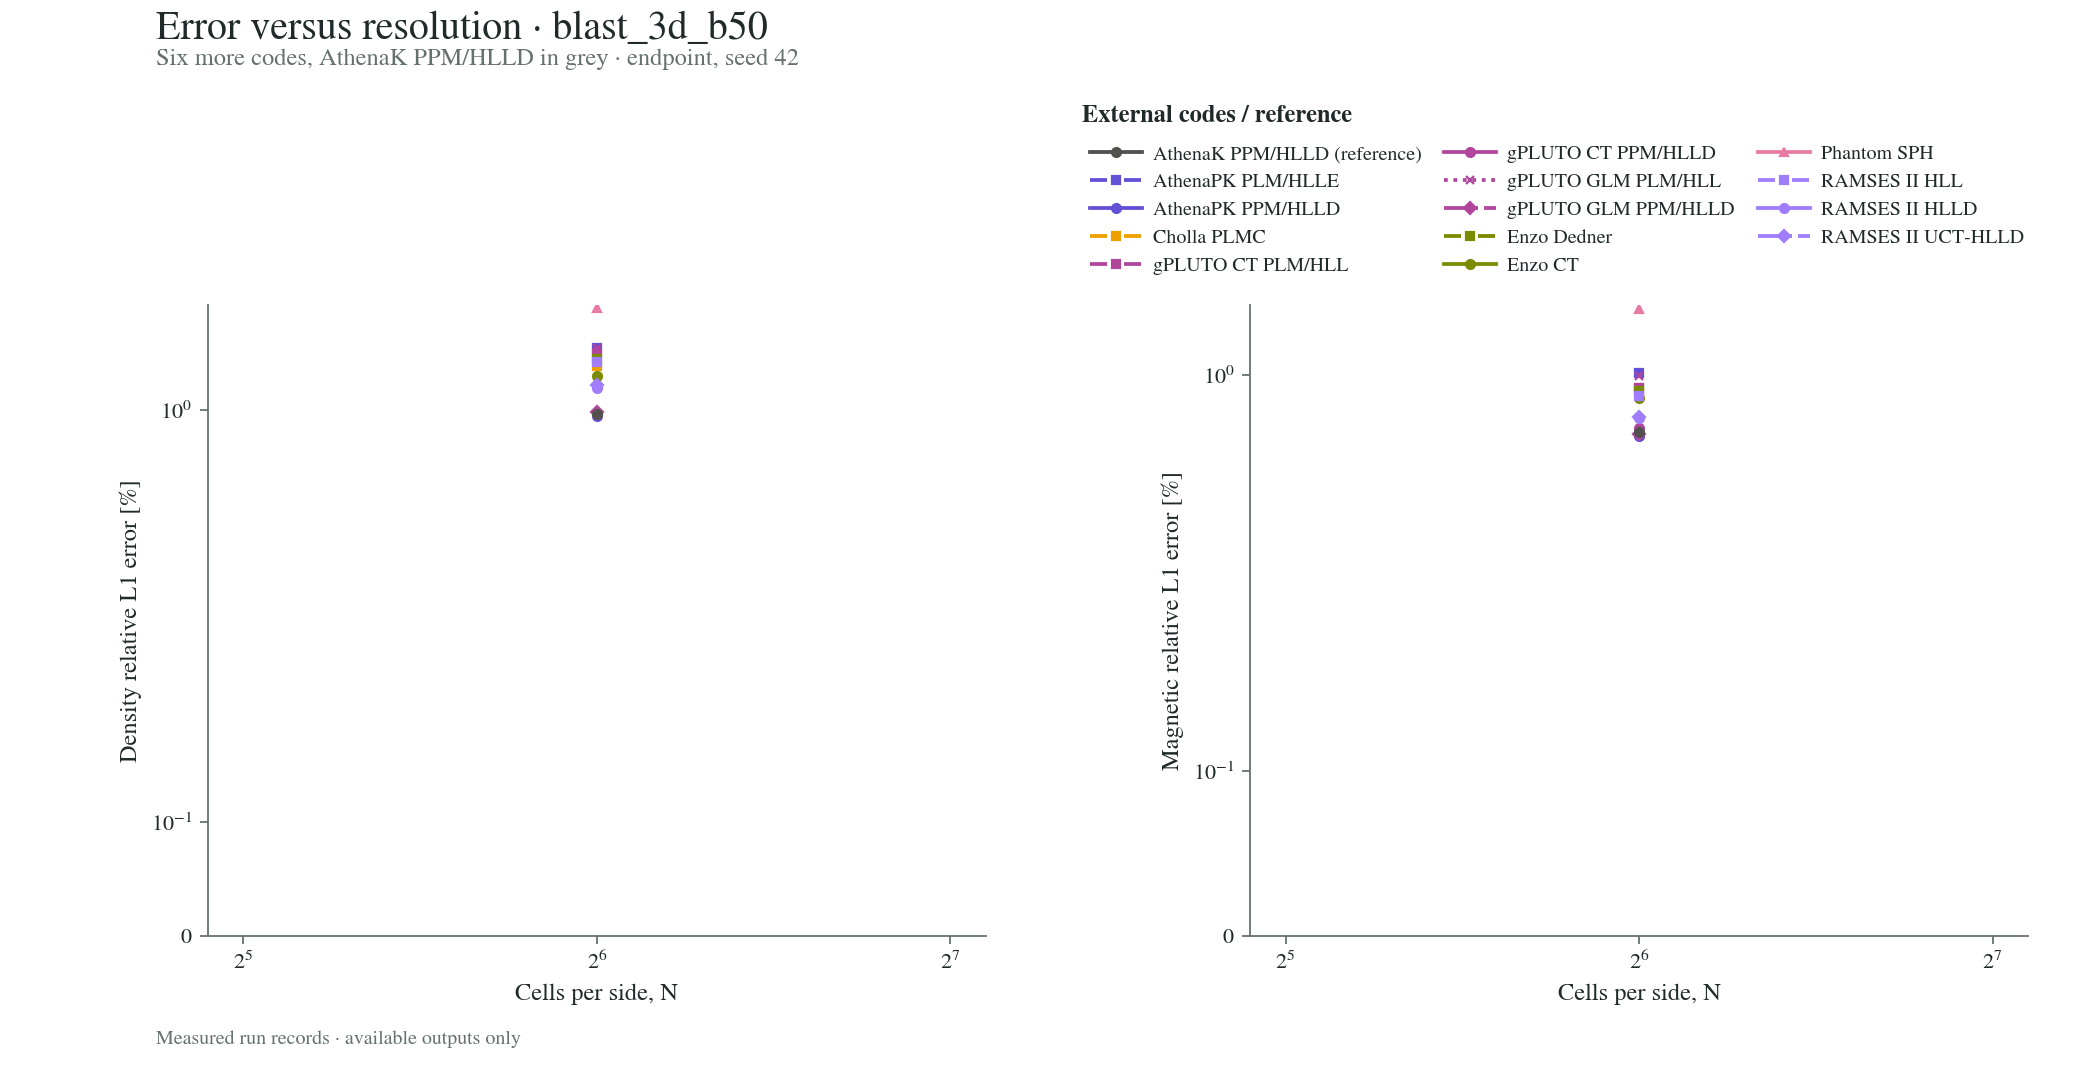 Error versus resolution · blast_3d_b50
Six more codes, AthenaK PPM/HLLD in grey · endpoint, seed 42
External codes / reference
AthenaK PPM/HLLD (reference)
AthenaPK PLM/HLLE
AthenaPK PPM/HLLD
Cholla PLMC
gPLUTO CT PLM/HLL
gPLUTO CT PPM/HLLD
gPLUTO GLM PLM/HLL
gPLUTO GLM PPM/HLLD
Enzo Dedner
Enzo CT
Phantom SPH
RAMSES II HLL
RAMSES II HLLD
RAMSES II UCT-HLLD
Density relative L1 error [%]
10⁰
10⁻¹
0
2⁵
2⁶
2⁷
Cells per side, N
Magnetic relative L1 error [%]
10⁰
10⁻¹
0
2⁵
2⁶
2⁷
Cells per side, N
Measured run records · available outputs only